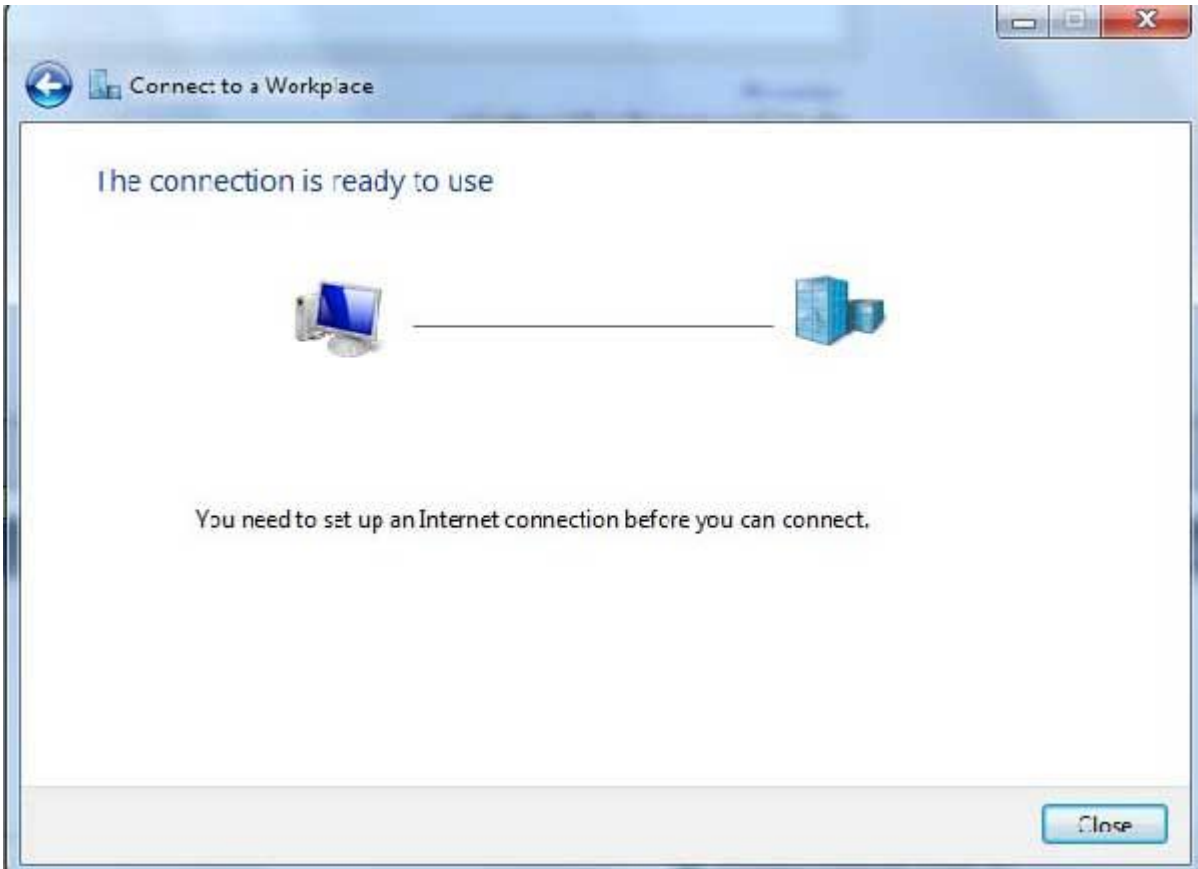 Connect to a Workplace
The connection is ready to use
You need to set up an Internet connection before you can connect.
Close